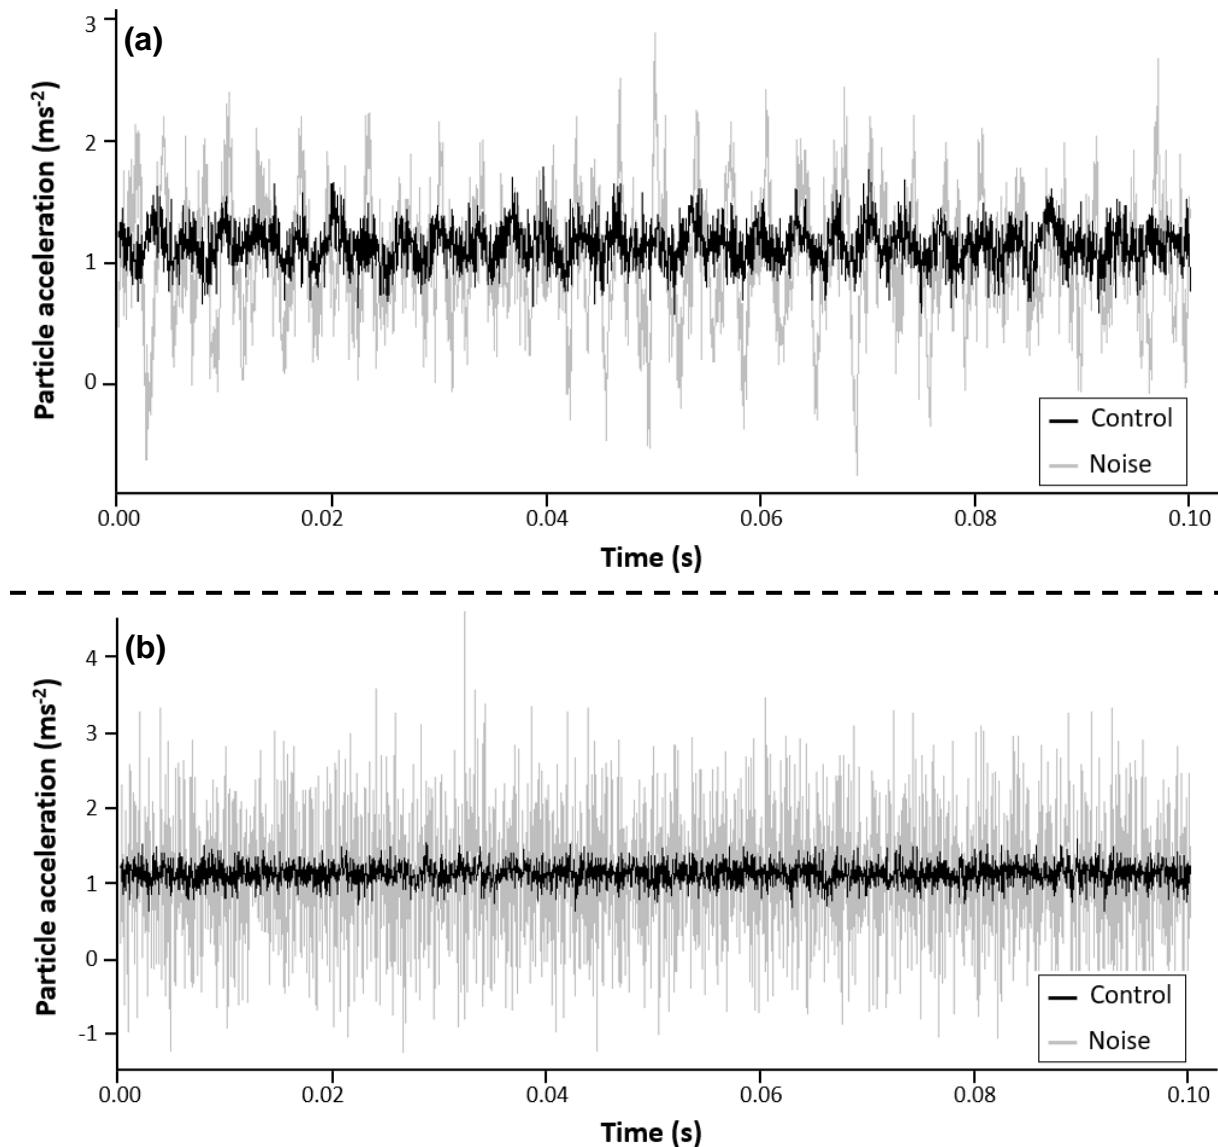 (a)
Particle acceleration (ms-2)
3
2
1
0
Control
Noise
0.00 0.02 0.04 0.06 0.08 0.10
Time (s)
(b)
Particle acceleration (ms-2)
4
3
2
1
0
-1
Control
Noise
0.00 0.02 0.04 0.06 0.08 0.10
Time (s)